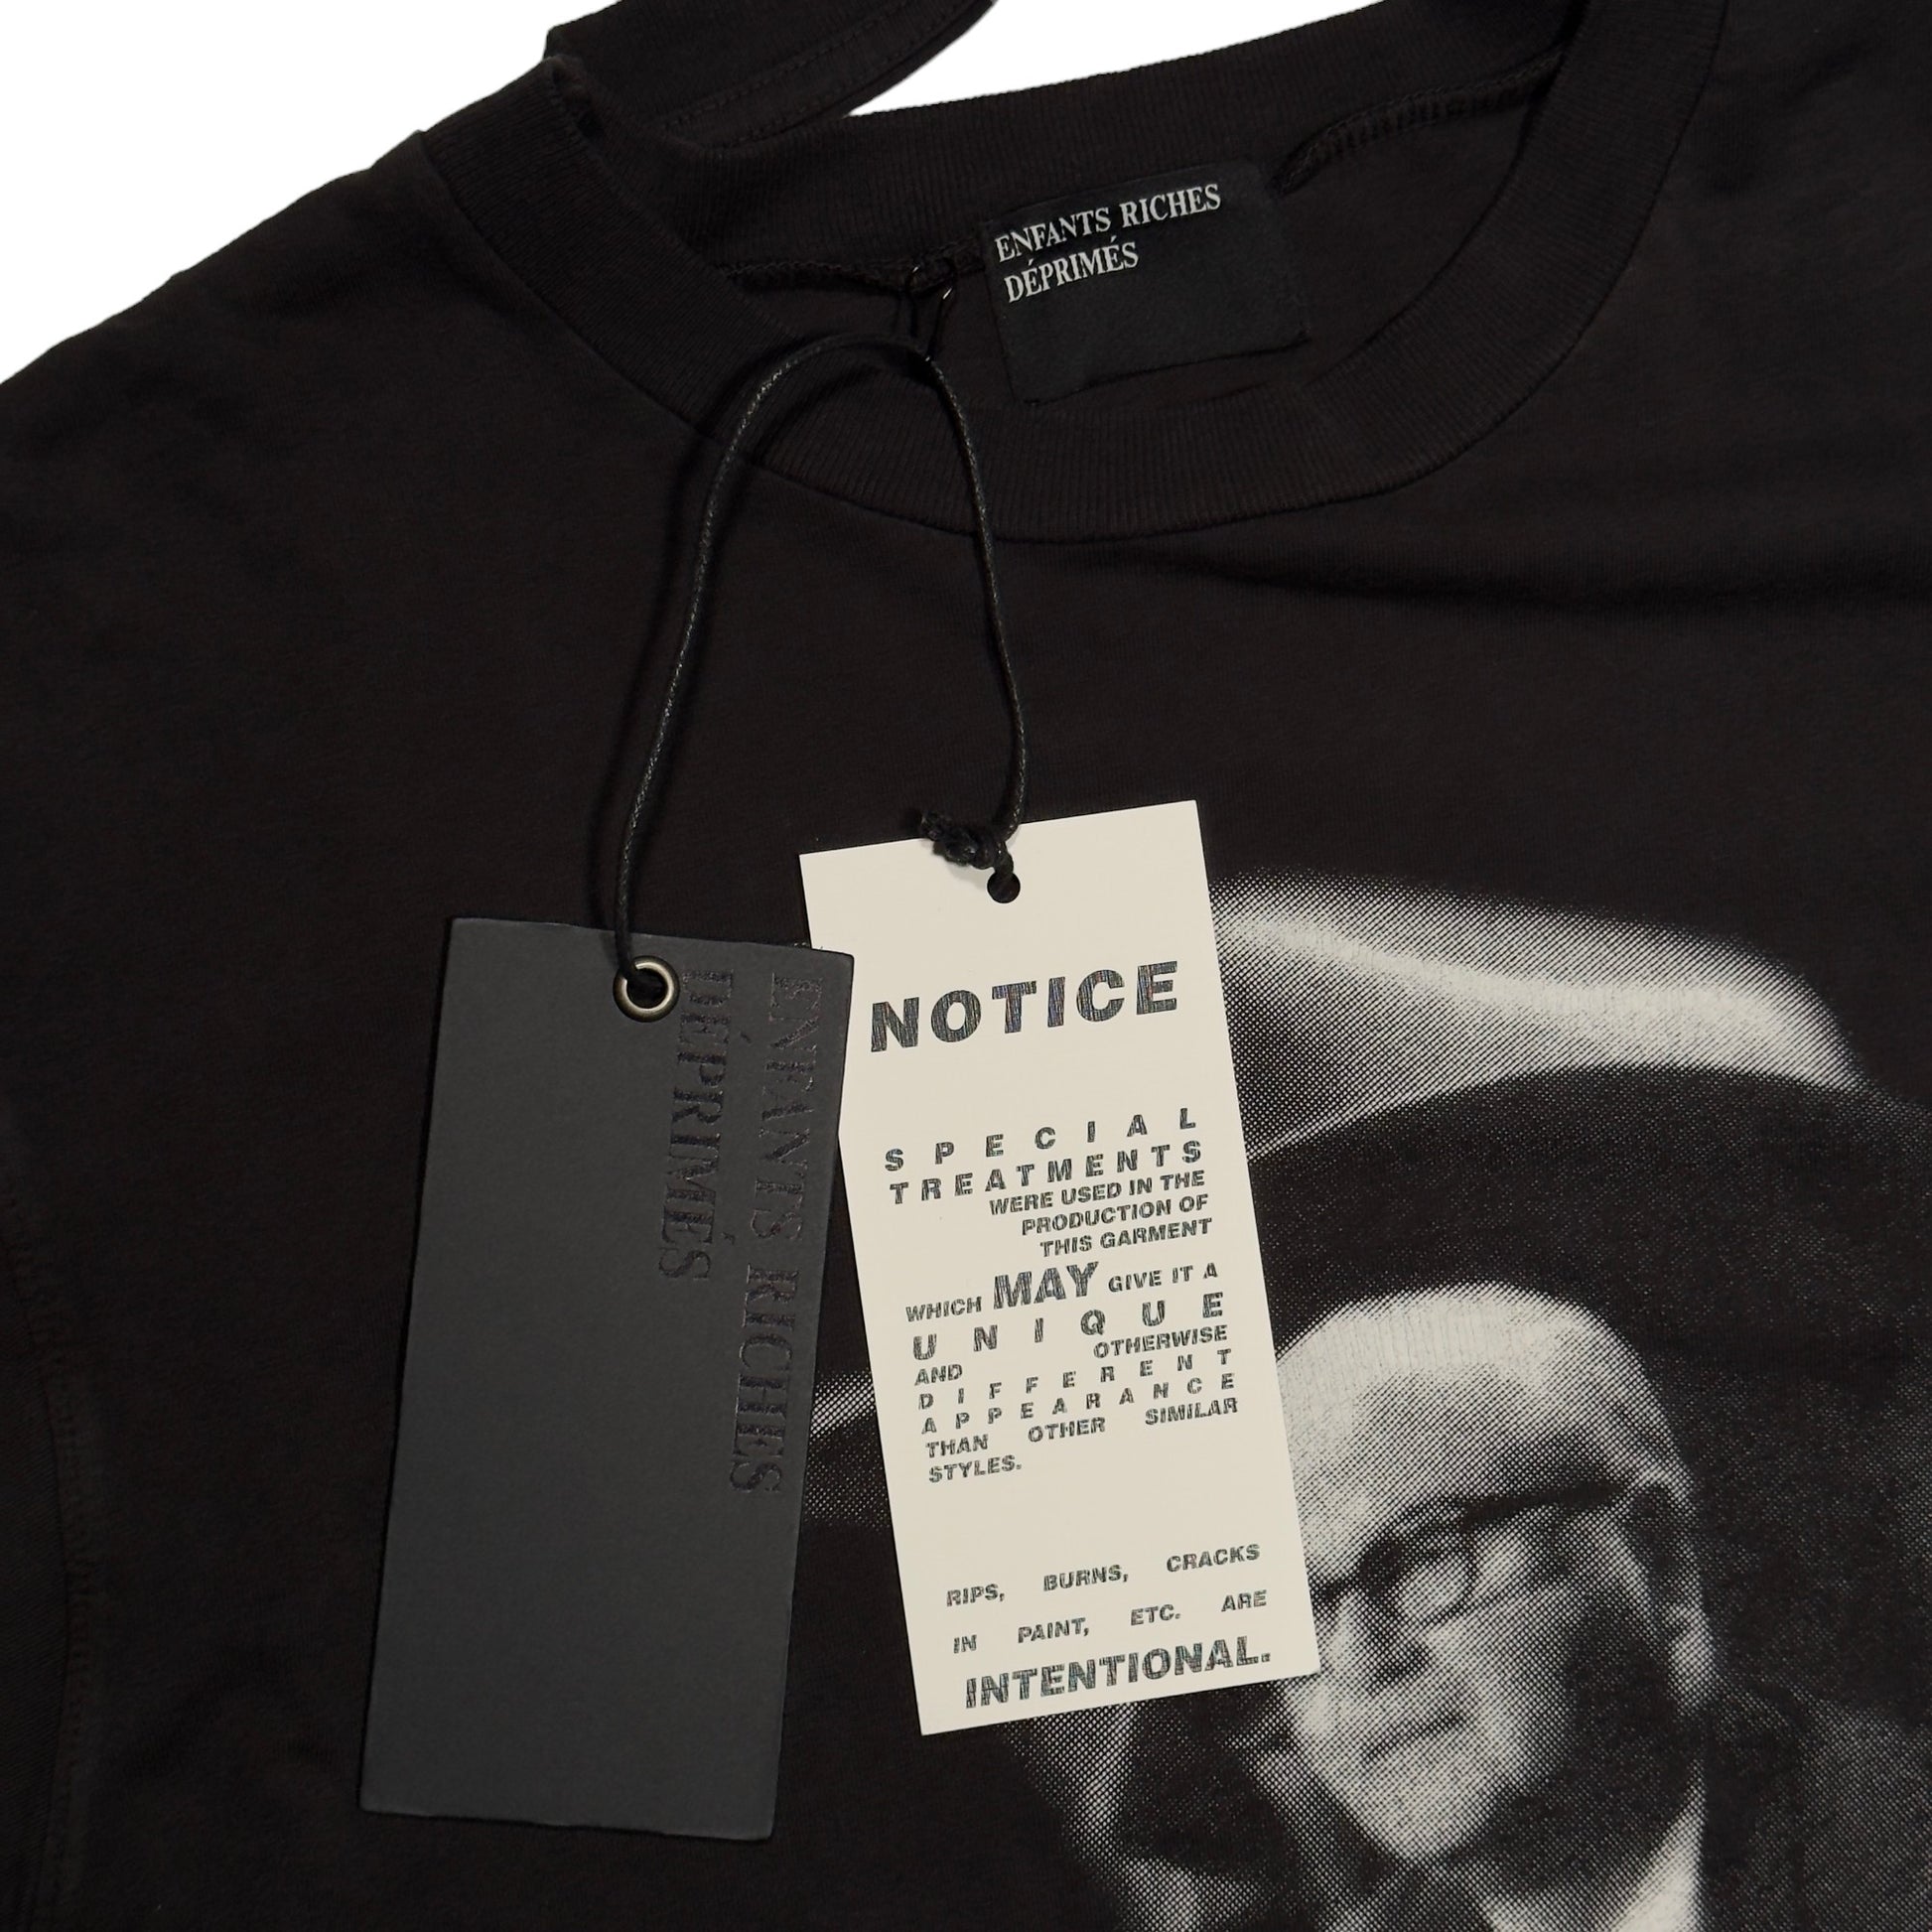 ENFANTS RICHES
DÉPRIMÉS
ENFANTS RICHES
DÉPRIMÉS
NOTICE
SPECIAL
TREATMENTS
WERE USED IN THE
PRODUCTION OF
THIS GARMENT
WHICH MAY GIVE IT A
UNIQUE
AND OTHERWISE
DIFFERENT
APPEARANCE
THAN OTHER SIMILAR
STYLES.
RIPS, BURNS, CRACKS
IN PAINT, ETC. ARE
INTENTIONAL.